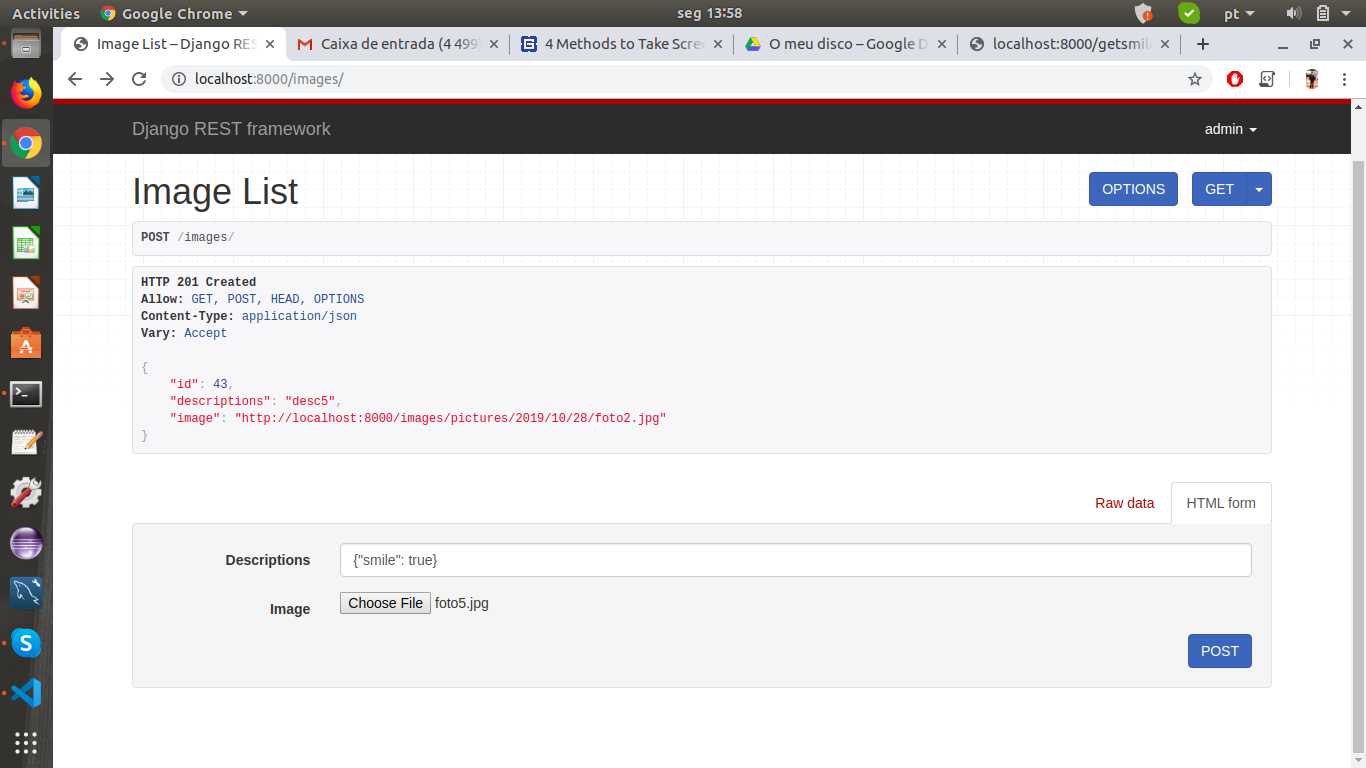 Activities Google Chrome seg 13:58 pt
Image List – Django RES Caixa de entrada (4 499) 4 Methods to Take Scre O meu disco – Google D localhost:8000/getsmil
localhost:8000/images/
Django REST framework admin
Image List OPTIONS GET
POST /images/
HTTP 201 Created
Allow: GET, POST, HEAD, OPTIONS
Content-Type: application/json
Vary: Accept
{
"id": 43,
"descriptions": "desc5",
"image": "http://localhost:8000/images/pictures/2019/10/28/foto2.jpg"
}
Raw data HTML form
Descriptions {"smile": true}
Image Choose File foto5.jpg
POST